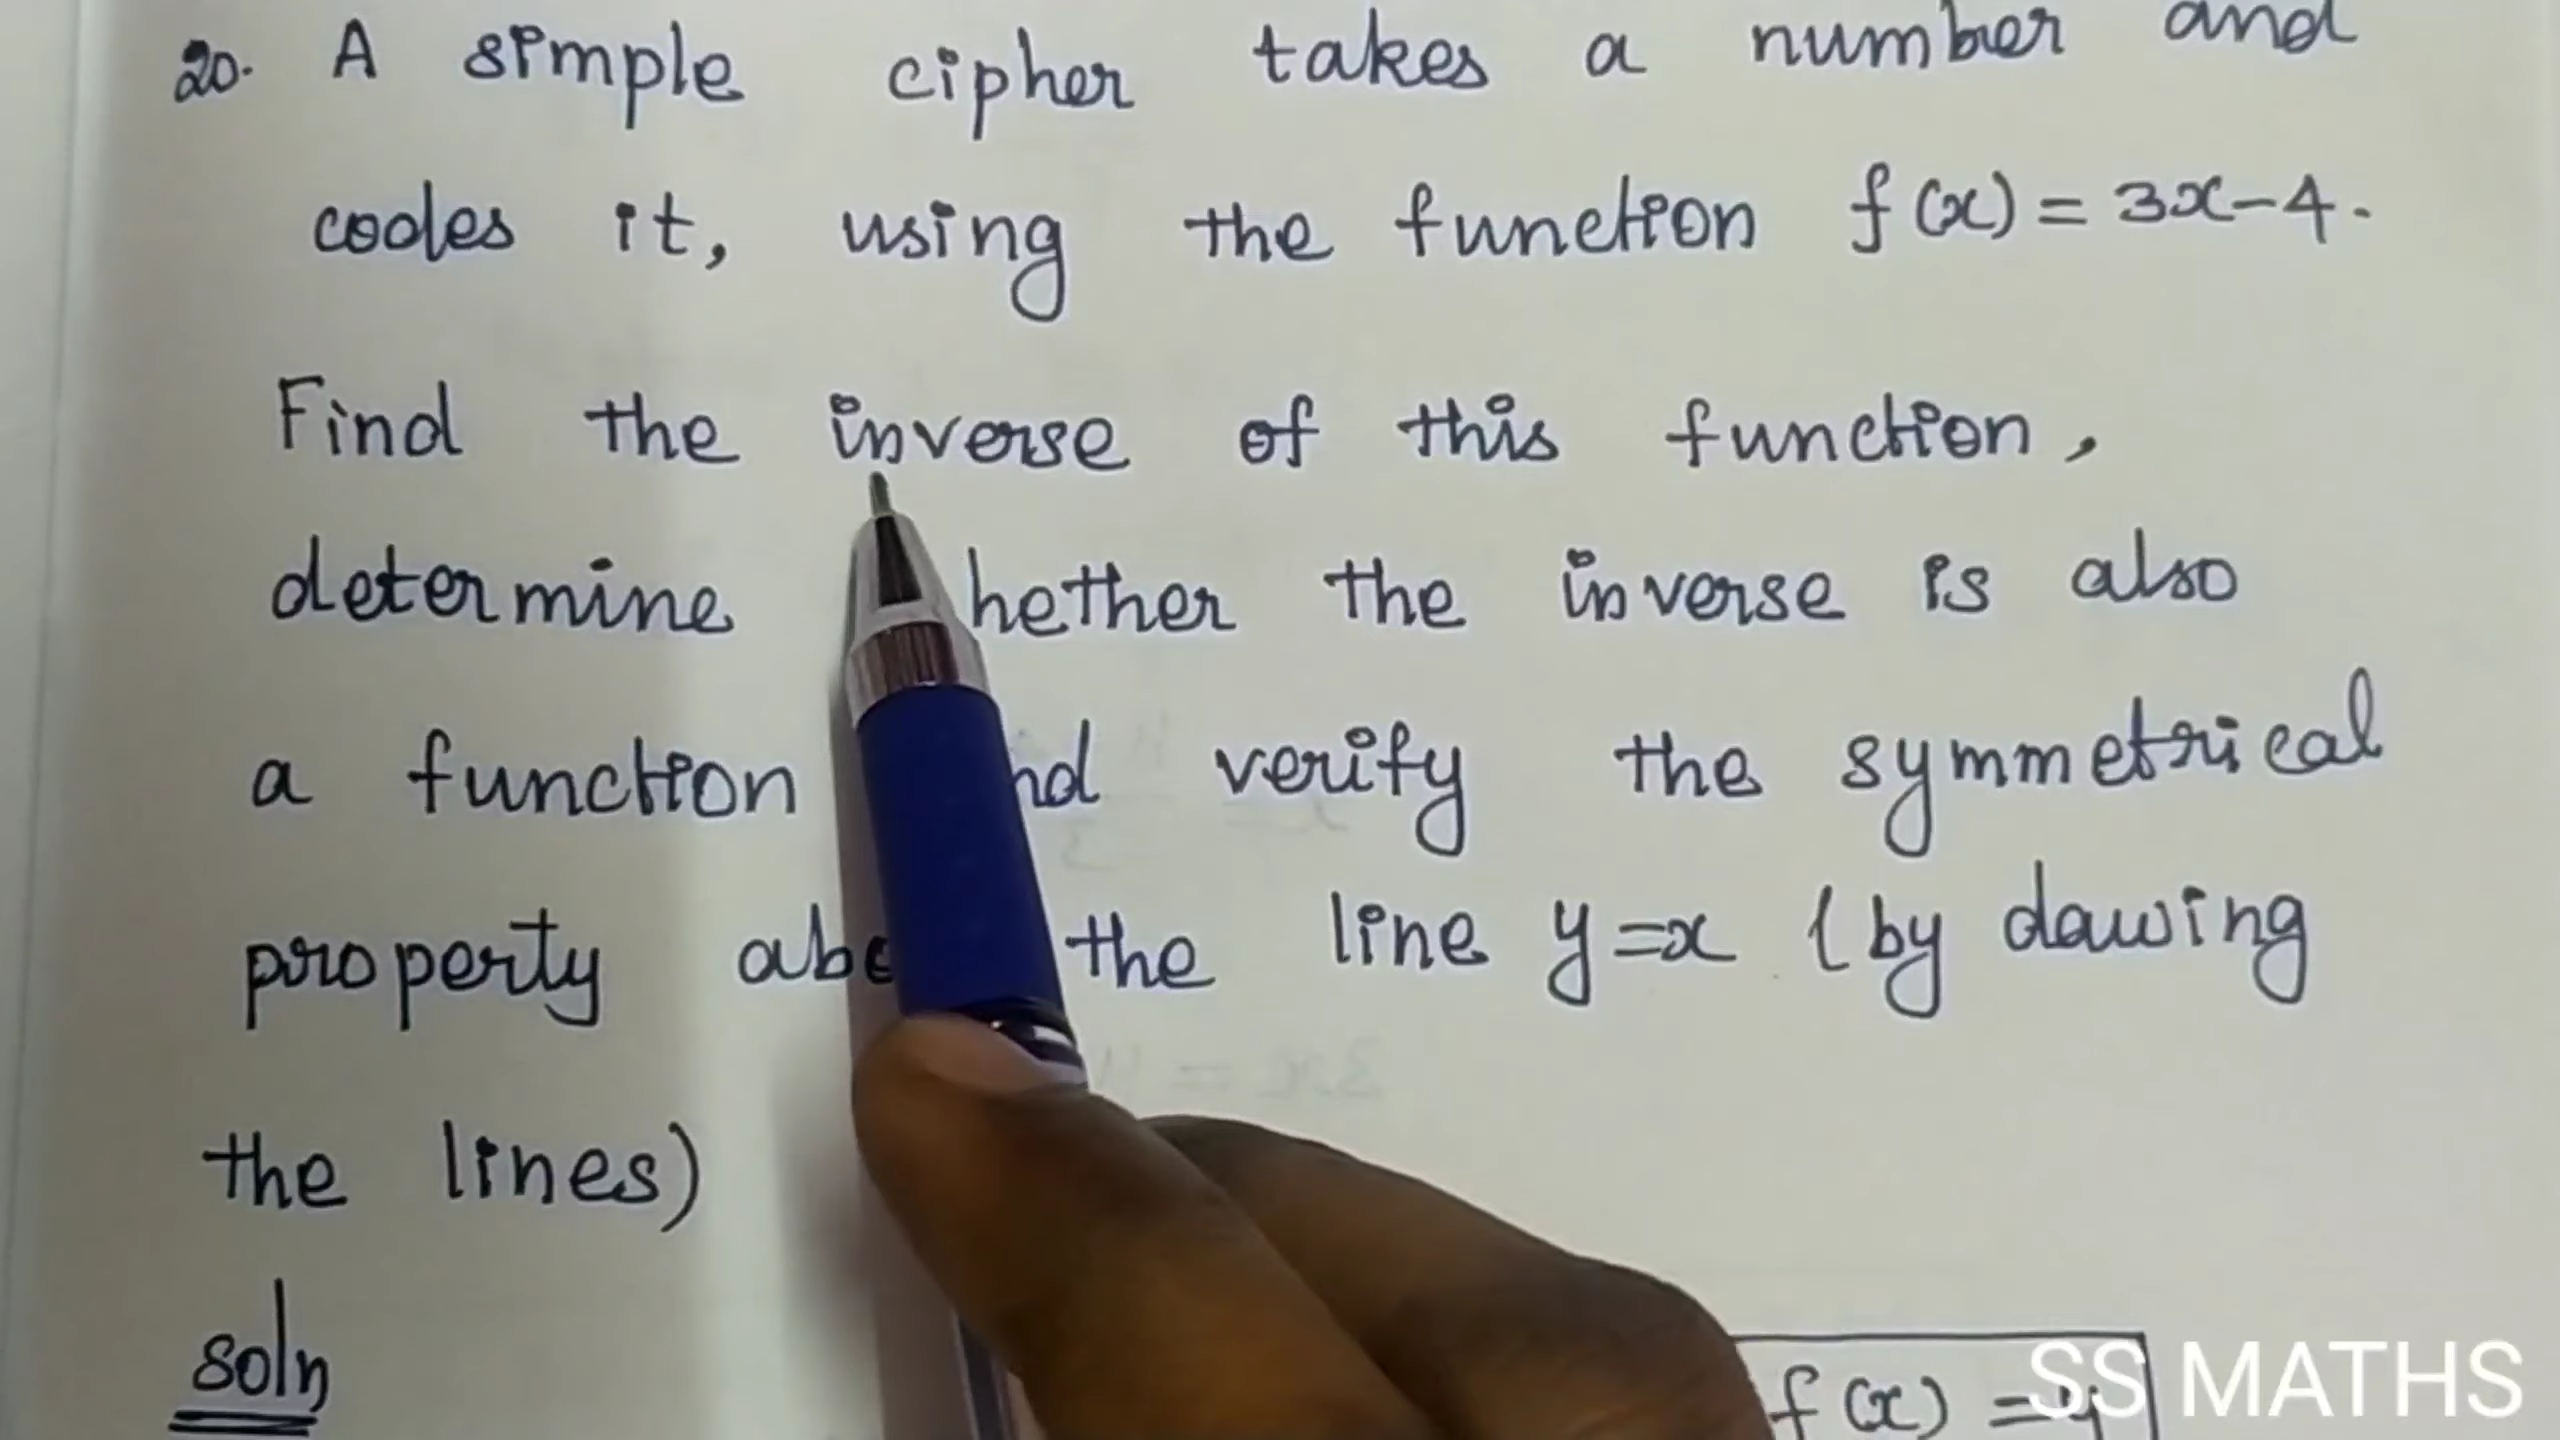 20. A simple cipher takes a number and
codes it, using the function f(x) = 3x-4.
Find the inverse of this function,
determine hether the inverse is also
a function nd verify the symmetrical
property abo the line y=x (by dawing
the lines)
soln
f(x) = y
SS MATHS